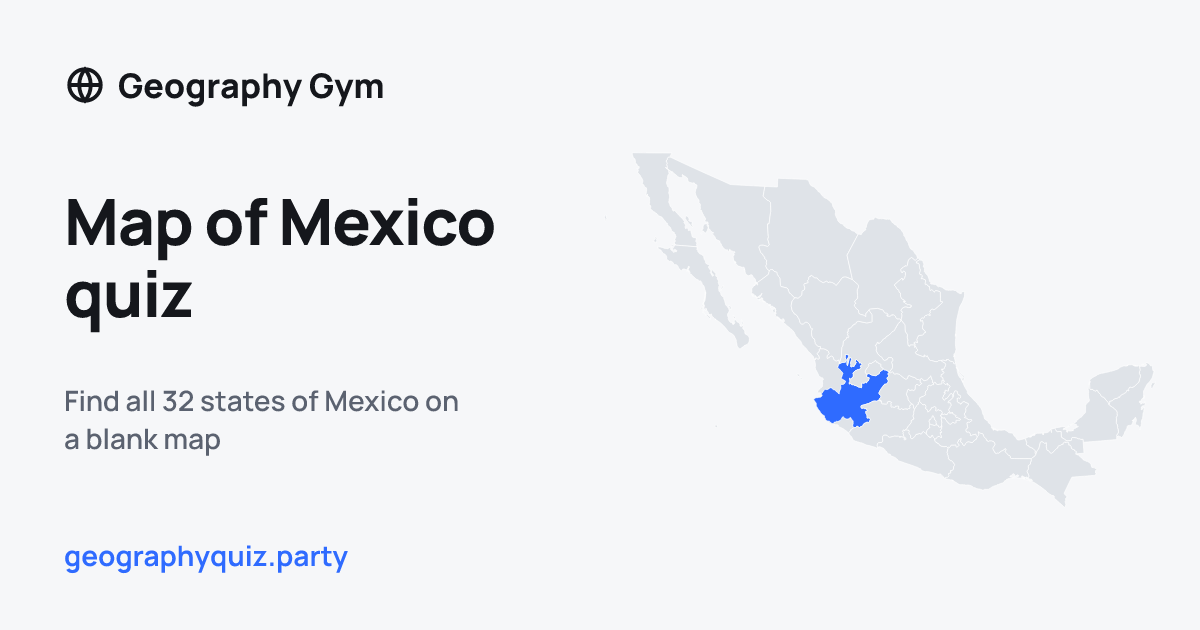 Geography Gym
Map of Mexico
quiz
Find all 32 states of Mexico on
a blank map
geographyquiz.party